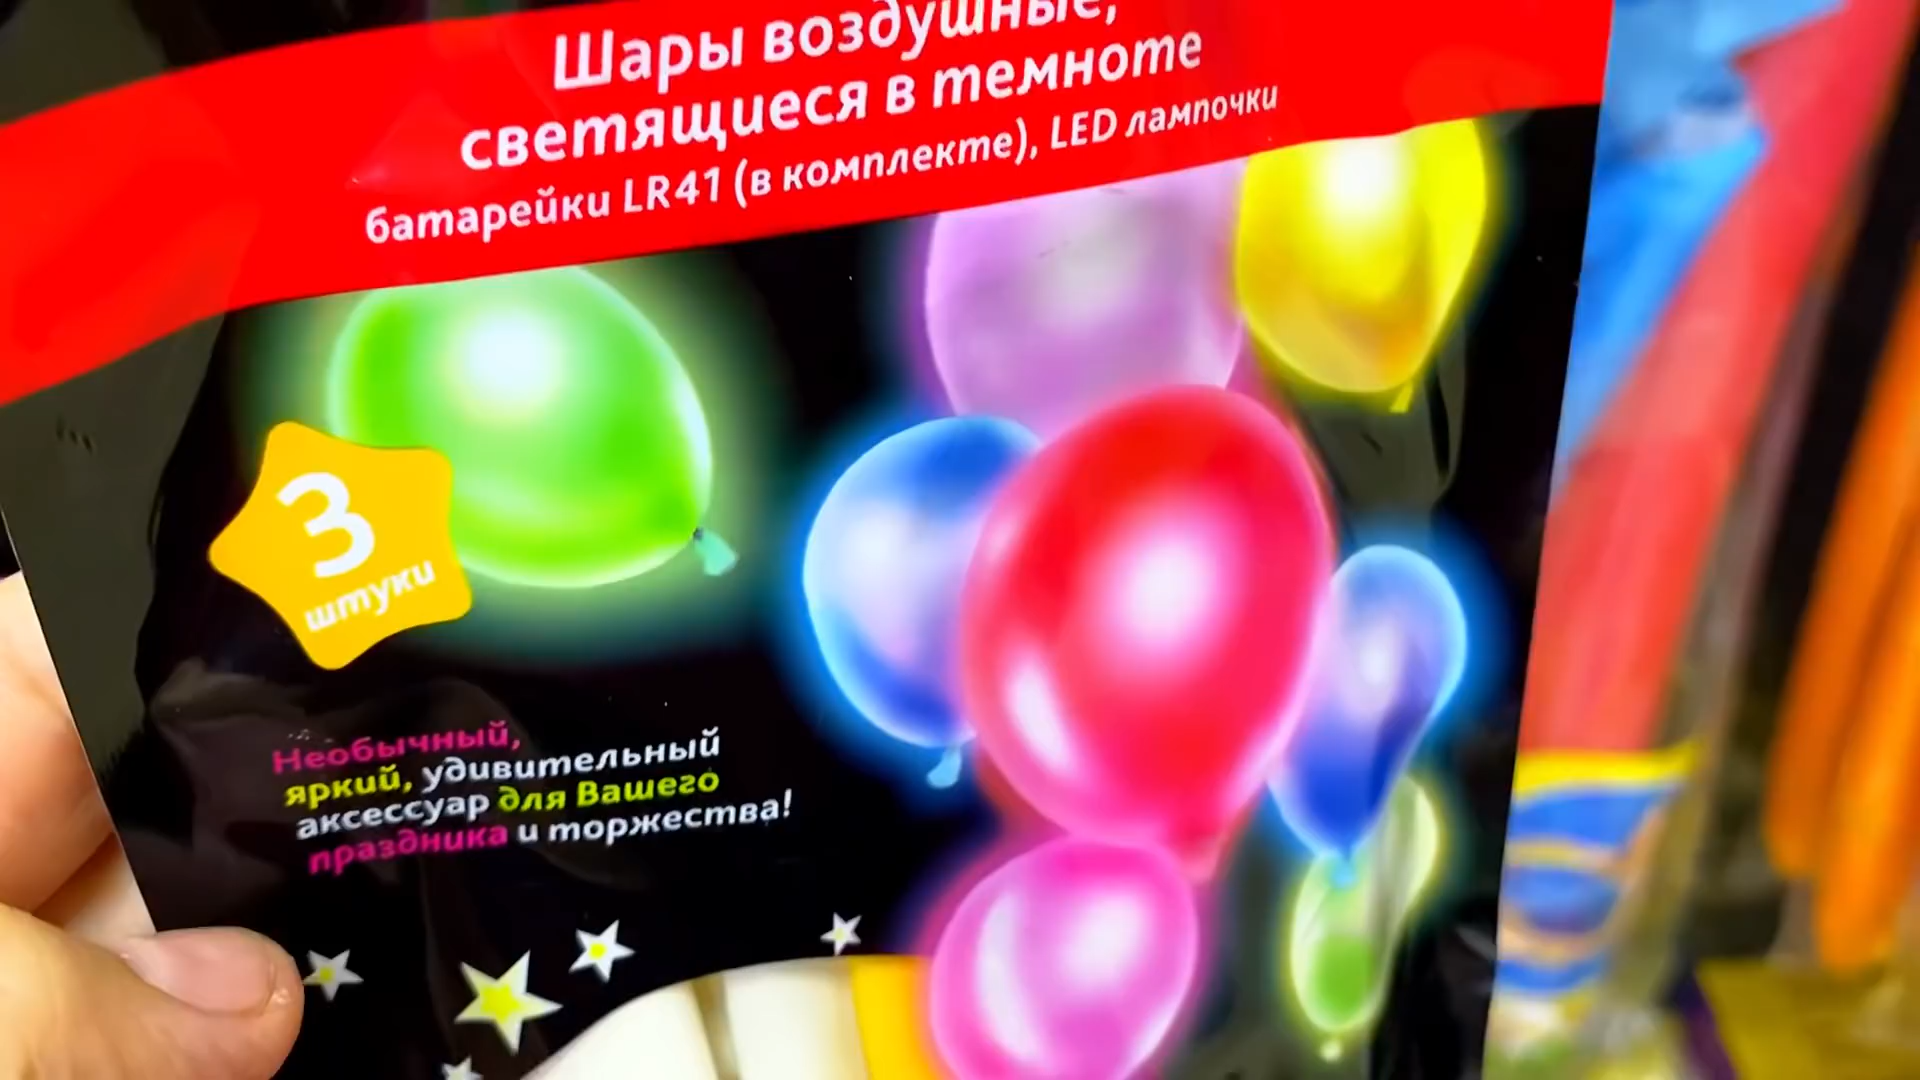 Шары воздушные,
светящиеся в темноте
батарейки LR41 (в комплекте), LED лампочки
3
штуки
Необычный,
яркий, удивительный
аксессуар для Вашего
праздника и торжества!